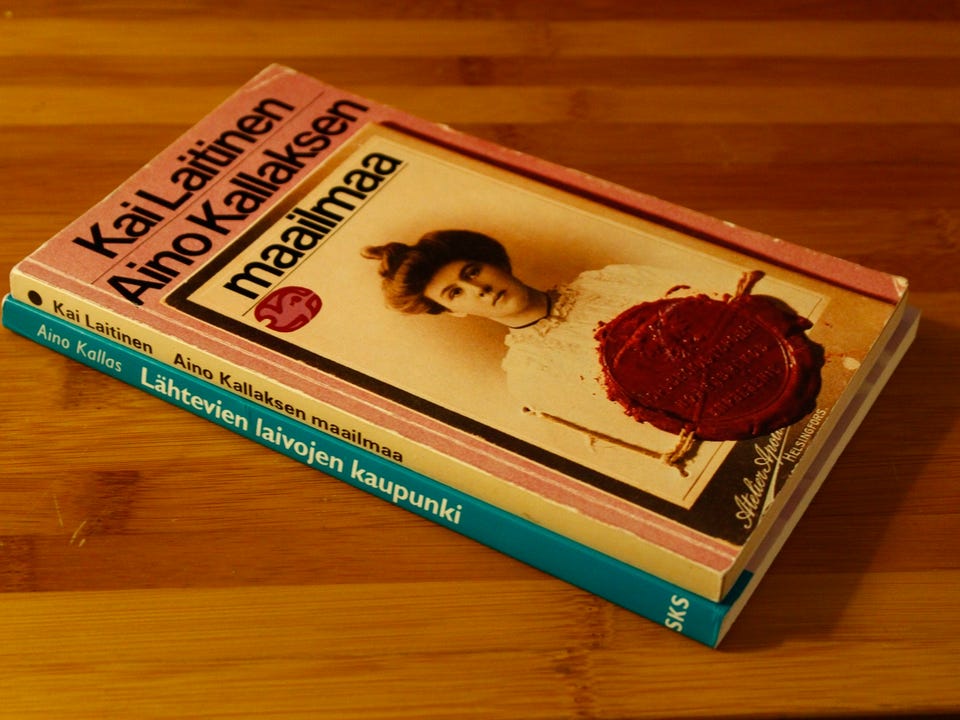 Kai Laitinen
Aino Kallaksen
maailmaa
Atelier Apollo
HELSINGFORS.
Kai Laitinen Aino Kallaksen maailmaa
Aino Kallas Lähtevien laivojen kaupunki SKS